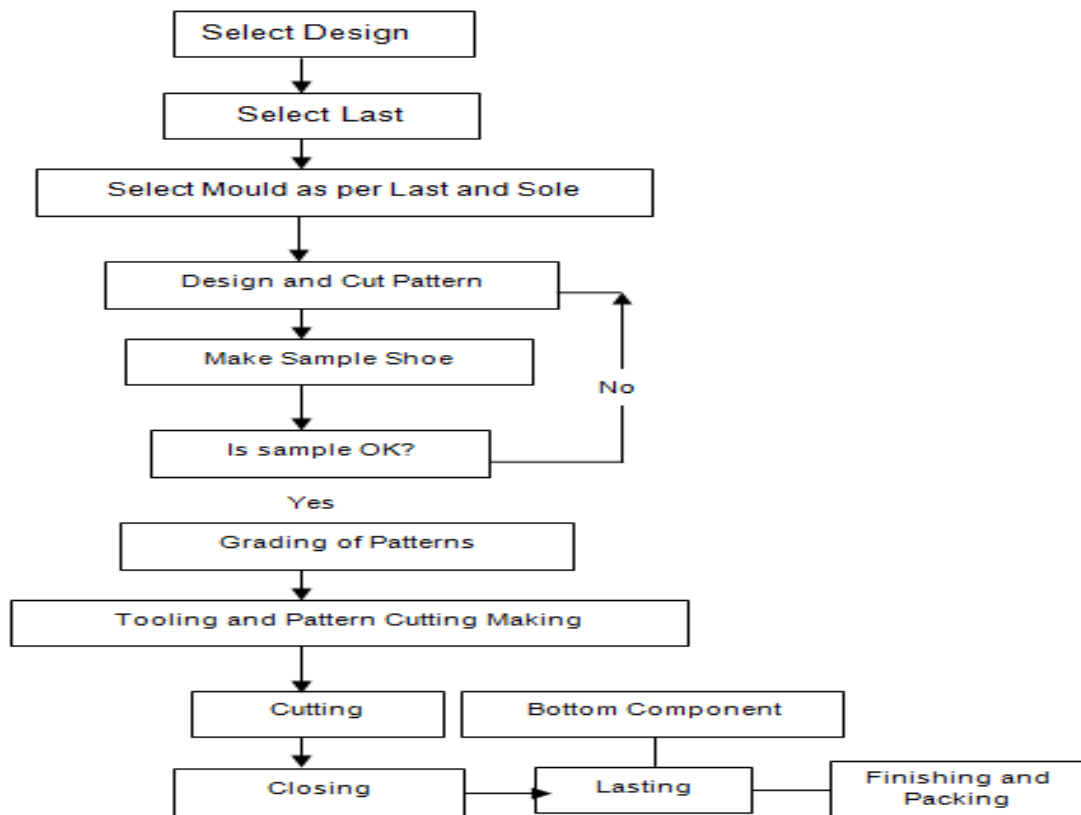 Select Design
Select Last
Select Mould as per Last and Sole
Design and Cut Pattern
Make Sample Shoe
No
Is sample OK?
Yes
Grading of Patterns
Tooling and Pattern Cutting Making
Cutting
Bottom Component
Closing
Lasting
Finishing and
Packing